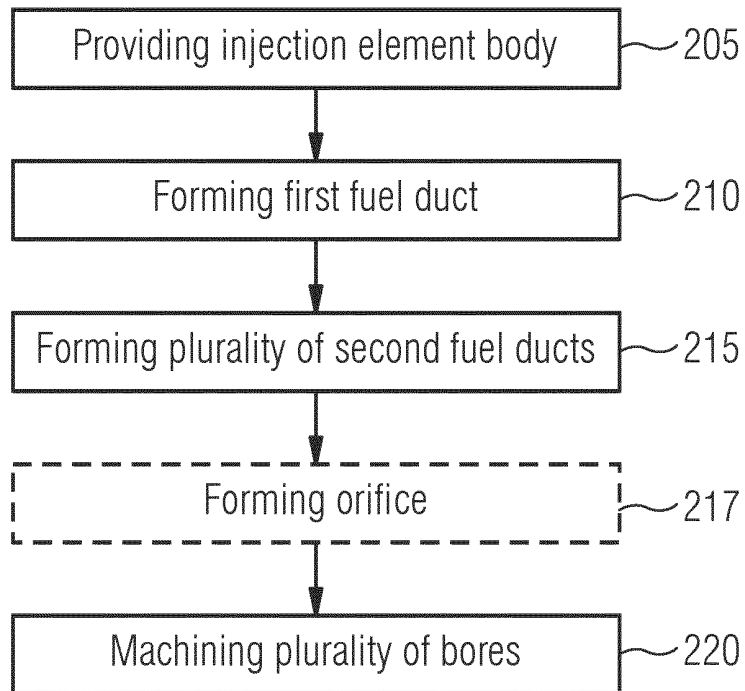 Providing injection element body 205
Forming first fuel duct 210
Forming plurality of second fuel ducts 215
Forming orifice 217
Machining plurality of bores 220